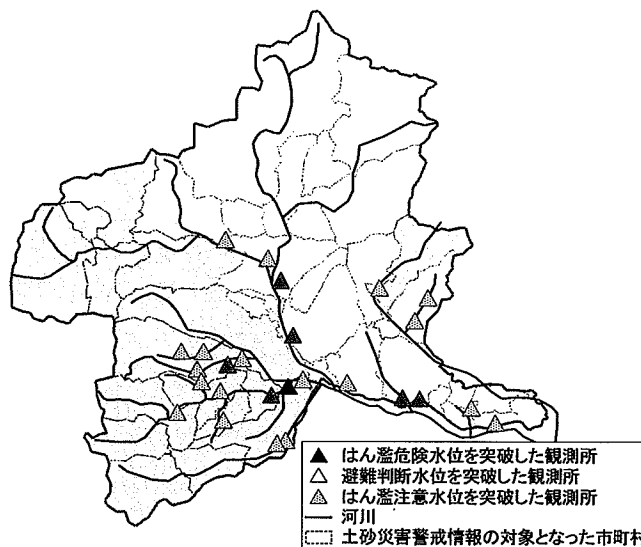 はん濫危険水位を突破した観測所
避難判断水位を突破した観測所
はん濫注意水位を突破した観測所
河川
土砂災害警戒情報の対象となった市町村